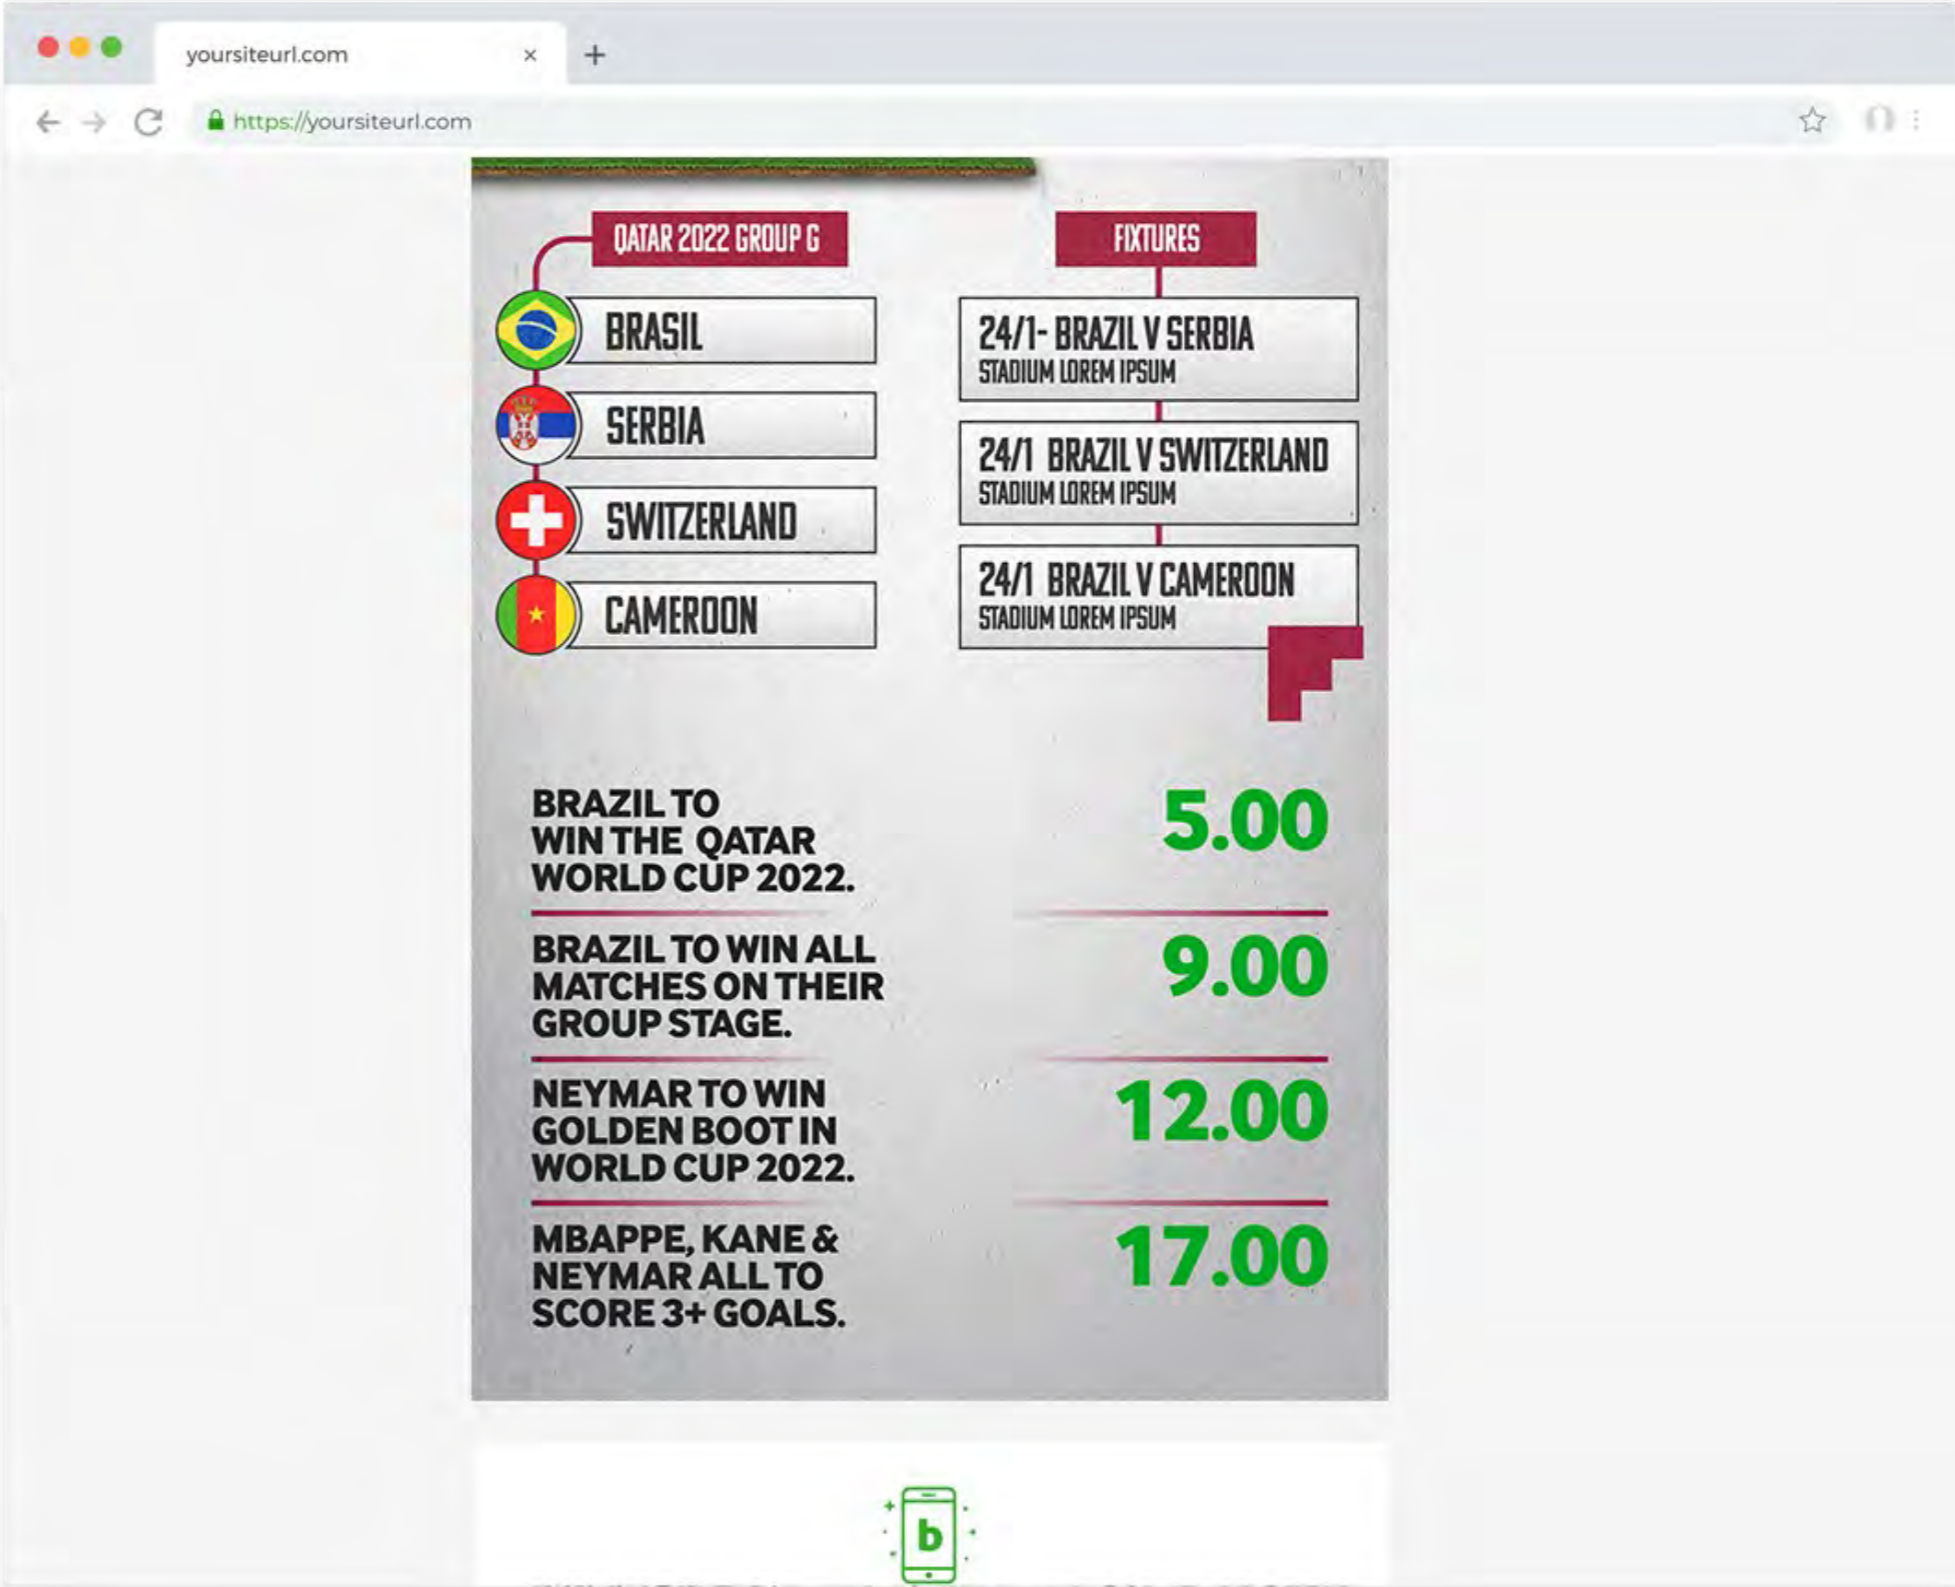 yoursiteurl.com
https://yoursiteurl.com
QATAR 2022 GROUP G
BRASIL
SERBIA
SWITZERLAND
CAMEROON
FIXTURES
24/1- BRAZIL V SERBIA
STADIUM LOREM IPSUM
24/1 BRAZIL V SWITZERLAND
STADIUM LOREM IPSUM
24/1 BRAZIL V CAMEROON
STADIUM LOREM IPSUM
BRAZIL TO
WIN THE QATAR
WORLD CUP 2022.
5.00
BRAZIL TO WIN ALL
MATCHES ON THEIR
GROUP STAGE.
9.00
NEYMAR TO WIN
GOLDEN BOOT IN
WORLD CUP 2022.
12.00
MBAPPE, KANE &
NEYMAR ALL TO
SCORE 3+ GOALS.
17.00
b